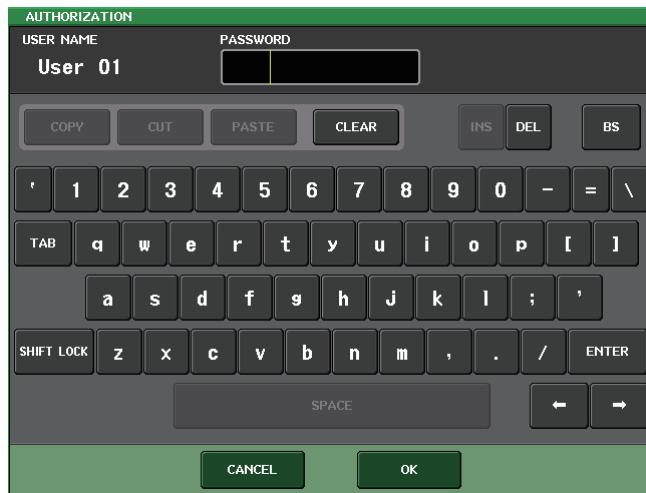 AUTHORIZATION
USER NAME PASSWORD
User 01
COPY CUT PASTE CLEAR INS DEL BS
' 1 2 3 4 5 6 7 8 9 0 - = \
TAB q w e r t y u i o p [ ]
a s d f g h j k l ; '
SHIFT LOCK z x c v b n m , . / ENTER
SPACE ← →
CANCEL OK